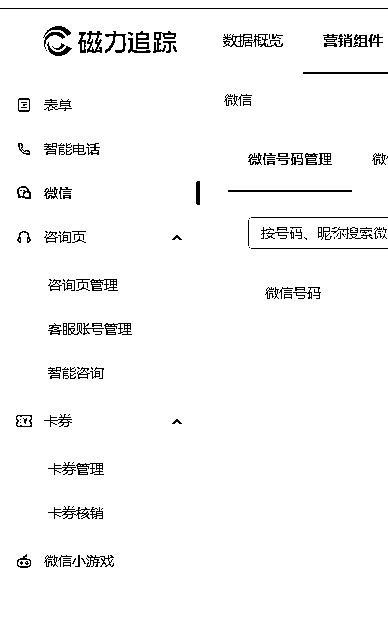 磁力追踪
数据概览
营销组件
表单
智能电话
微信
咨询页
咨询页管理
客服账号管理
智能咨询
卡券
卡券管理
卡券核销
微信小游戏
微信
微信号码管理
微
按号码、昵称搜索微
微信号码